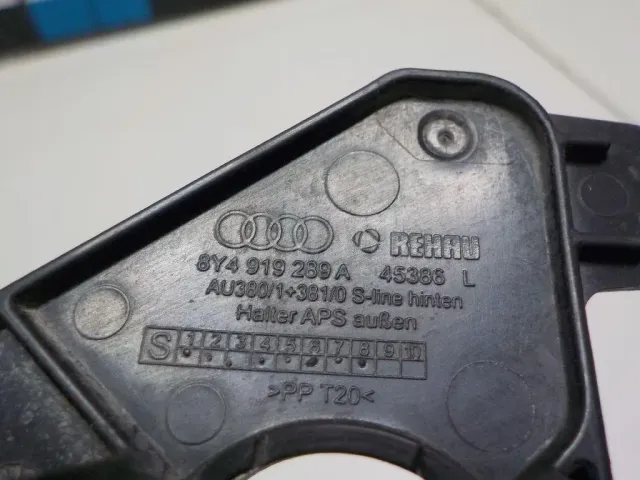 REHAU
8Y4 919 269 A 45386 L
AU380/1+381/0 S-line hinten
Halter APS außen
S 1 2 3 4 5 6 7 8 9 10
>PP T20<